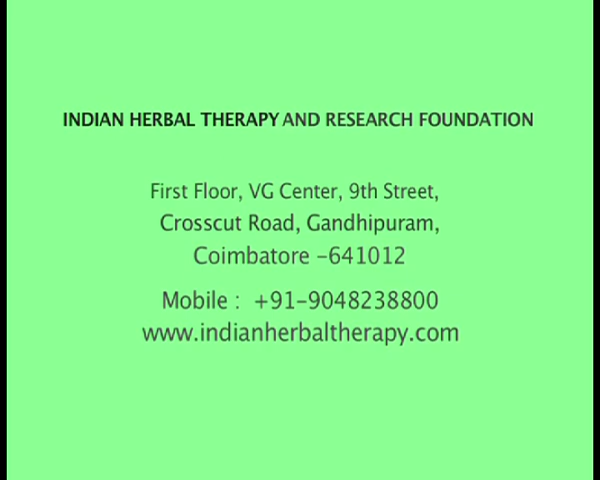 INDIAN HERBAL THERAPY AND RESEARCH FOUNDATION
First Floor, VG Center, 9th Street,
Crosscut Road, Gandhipuram,
Coimbatore -641012
Mobile : +91-9048238800
www.indianherbaltherapy.com